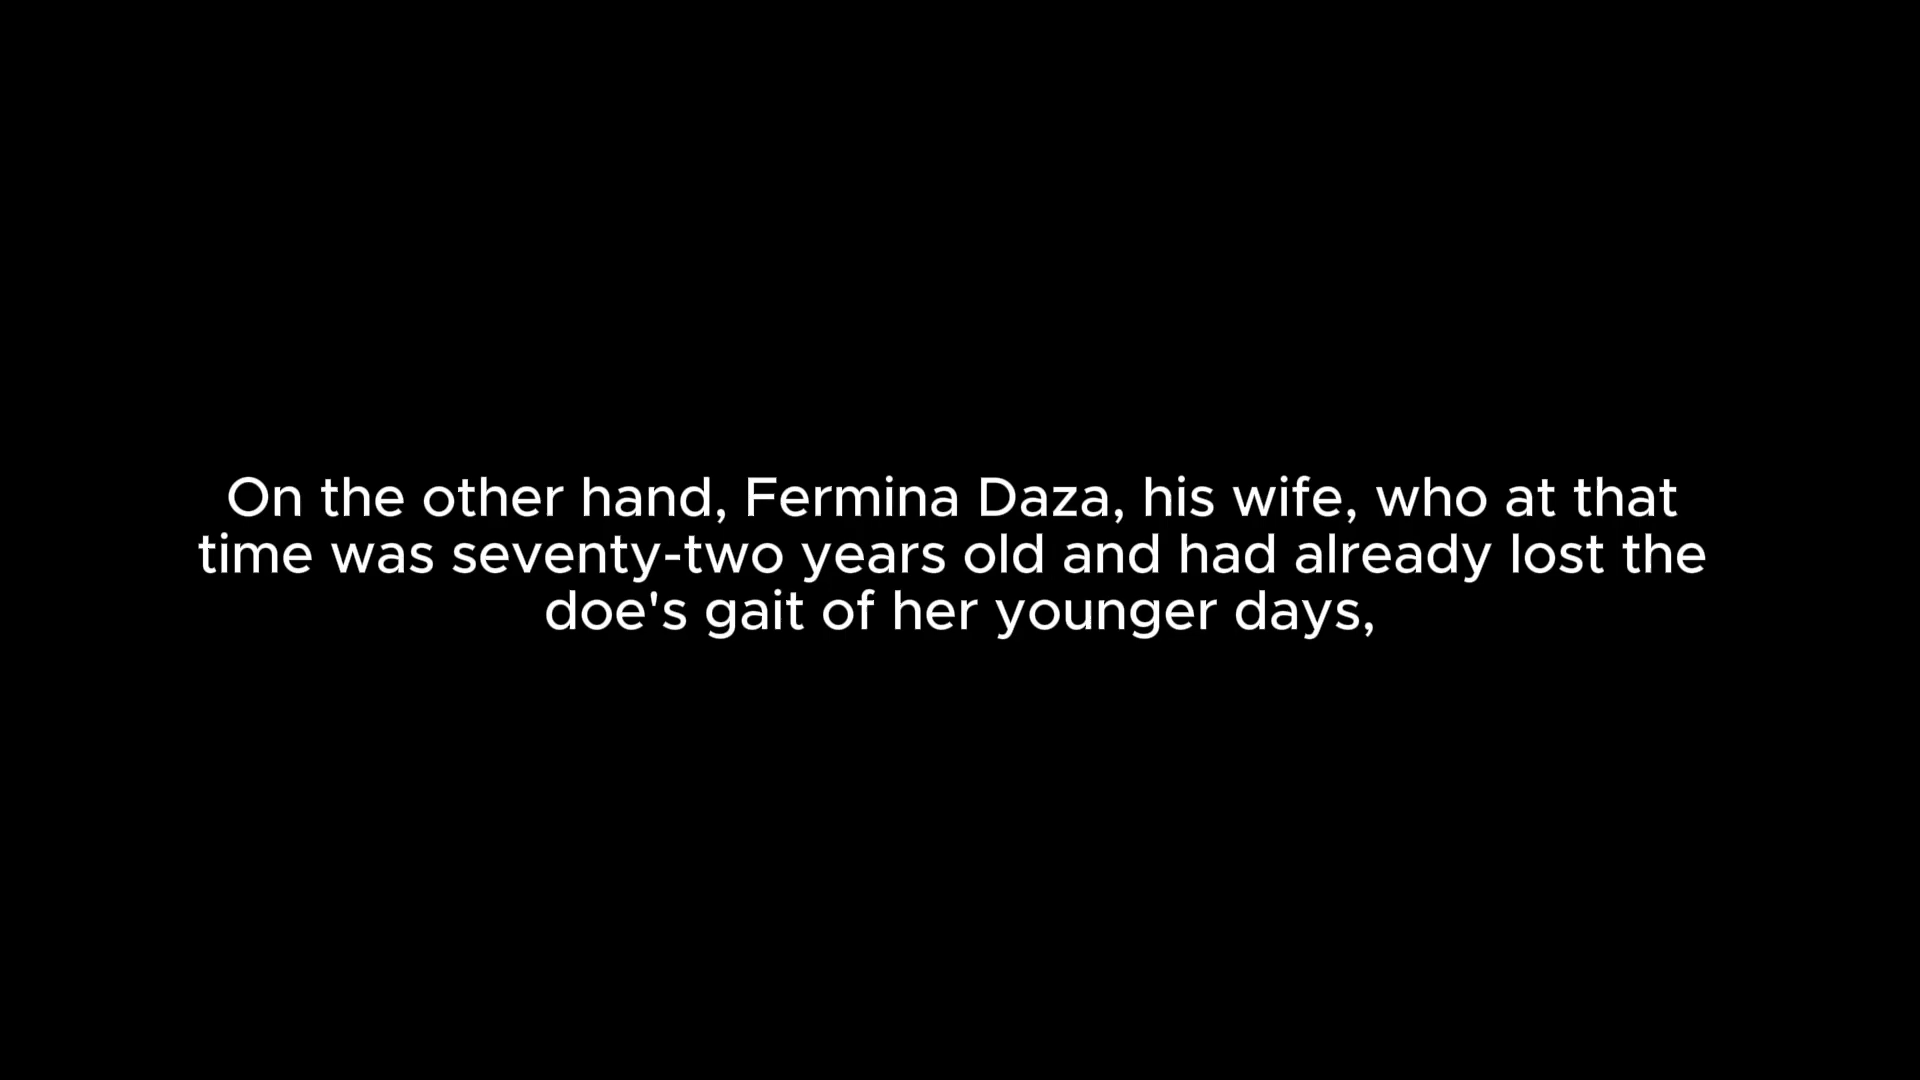 On the other hand, Fermina Daza, his wife, who at that
time was seventy-two years old and had already lost the
doe's gait of her younger days,